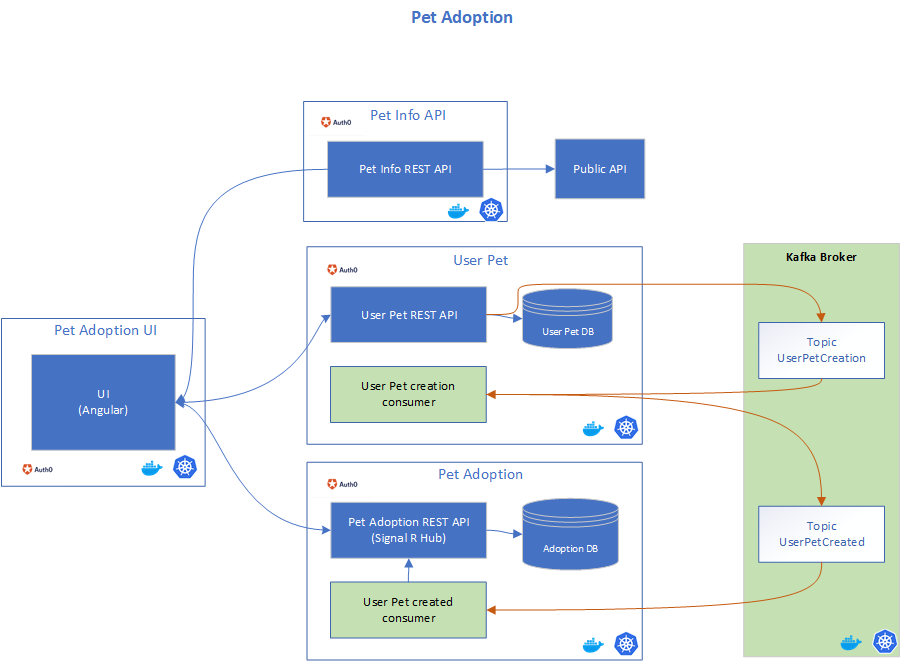 Pet Adoption
Auth0
Pet Info API
Pet Info REST API
Public API
User Pet
Auth0
User Pet REST API
User Pet DB
User Pet creation
consumer
Kafka Broker
Topic
UserPetCreation
Topic
UserPetCreated
Pet Adoption UI
UI
(Angular)
Auth0
Pet Adoption
Auth0
Pet Adoption REST API
(Signal R Hub)
Adoption DB
User Pet created
consumer